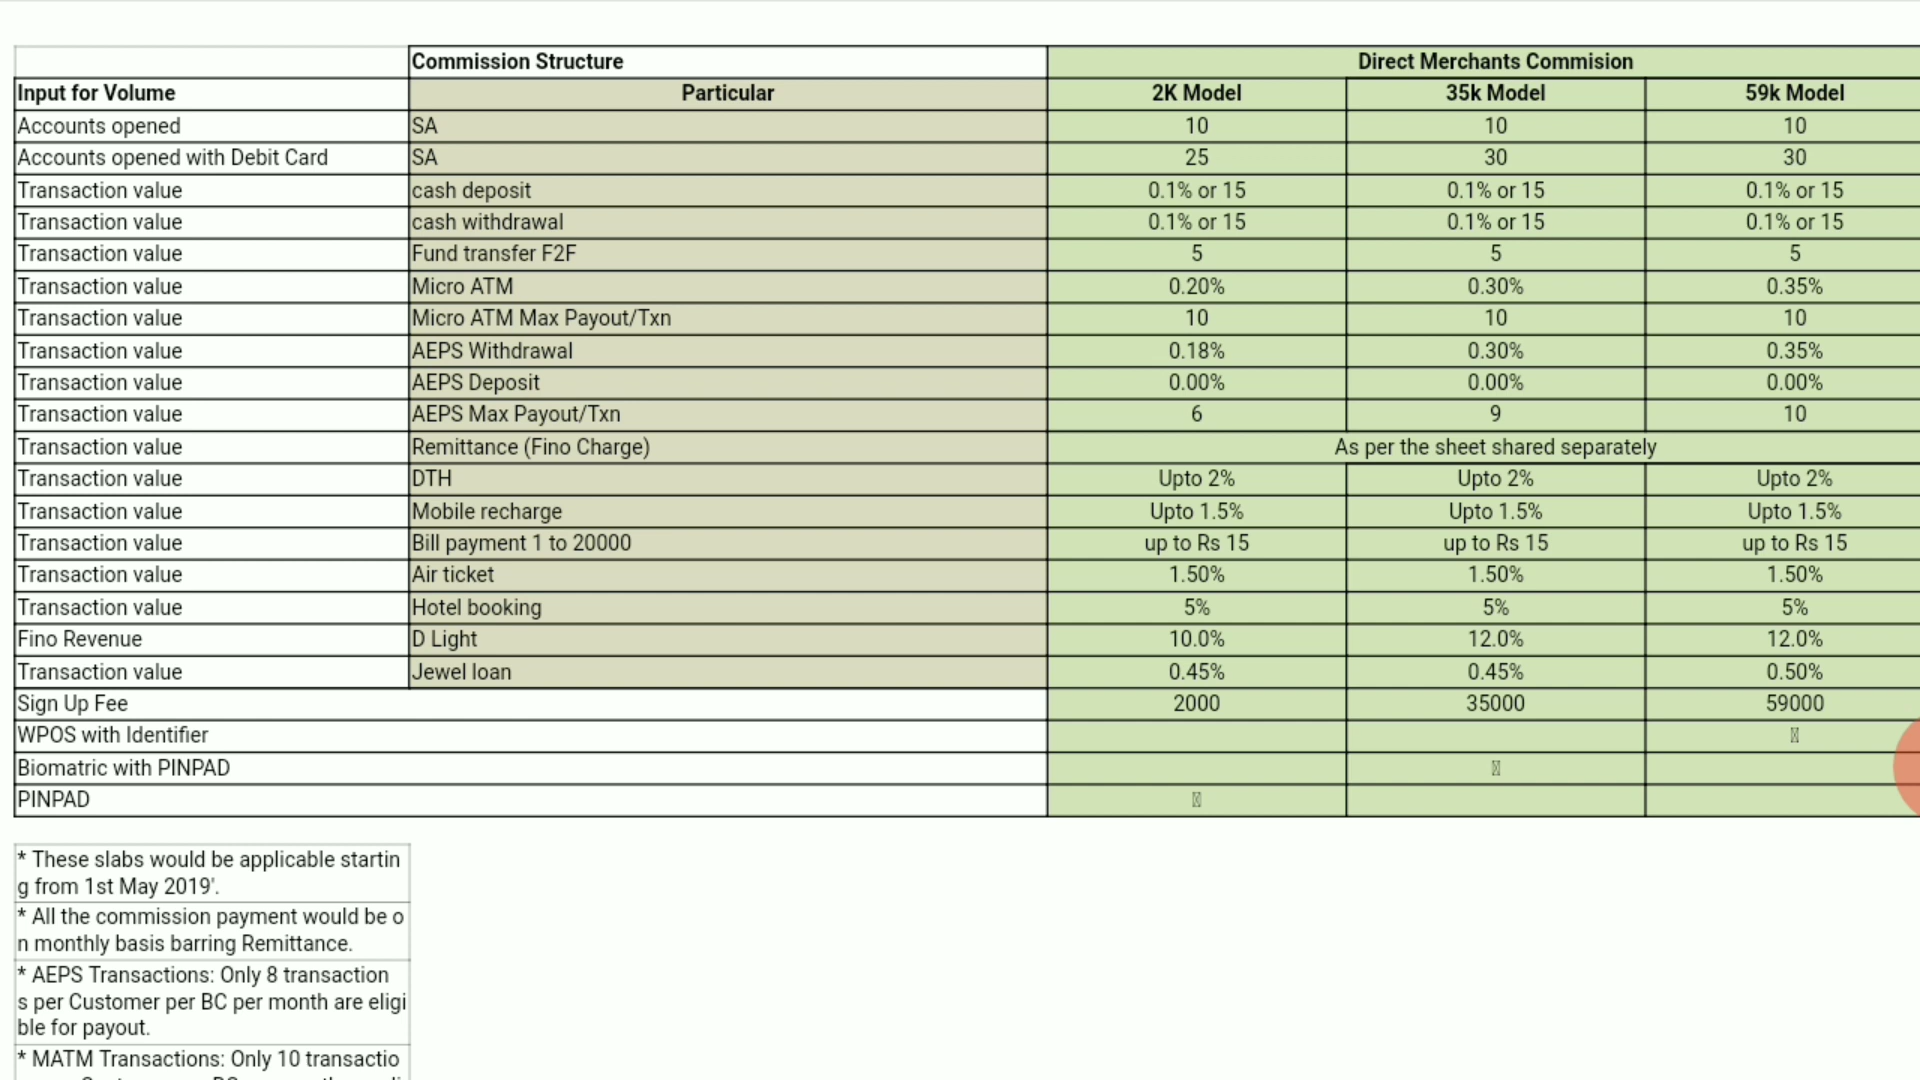 Commission Structure Direct Merchants Commision
Input for Volume Particular 2K Model 35k Model 59k Model
Accounts opened SA 10 10 10
Accounts opened with Debit Card SA 25 30 30
Transaction value cash deposit 0.1% or 15 0.1% or 15 0.1% or 15
Transaction value cash withdrawal 0.1% or 15 0.1% or 15 0.1% or 15
Transaction value Fund transfer F2F 5 5 5
Transaction value Micro ATM 0.20% 0.30% 0.35%
Transaction value Micro ATM Max Payout/Txn 10 10 10
Transaction value AEPS Withdrawal 0.18% 0.30% 0.35%
Transaction value AEPS Deposit 0.00% 0.00% 0.00%
Transaction value AEPS Max Payout/Txn 6 9 10
Transaction value Remittance (Fino Charge) As per the sheet shared separately
Transaction value DTH Upto 2% Upto 2% Upto 2%
Transaction value Mobile recharge Upto 1.5% Upto 1.5% Upto 1.5%
Transaction value Bill payment 1 to 20000 up to Rs 15 up to Rs 15 up to Rs 15
Transaction value Air ticket 1.50% 1.50% 1.50%
Transaction value Hotel booking 5% 5% 5%
Fino Revenue D Light 10.0% 12.0% 12.0%
Transaction value Jewel loan 0.45% 0.45% 0.50%
Sign Up Fee 2000 35000 59000
WPOS with Identifier
Biomatric with PINPAD
PINPAD
* These slabs would be applicable startin
g from 1st May 2019'.
* All the commission payment would be o
n monthly basis barring Remittance.
* AEPS Transactions: Only 8 transaction
s per Customer per BC per month are eligi
ble for payout.
* MATM Transactions: Only 10 transactio